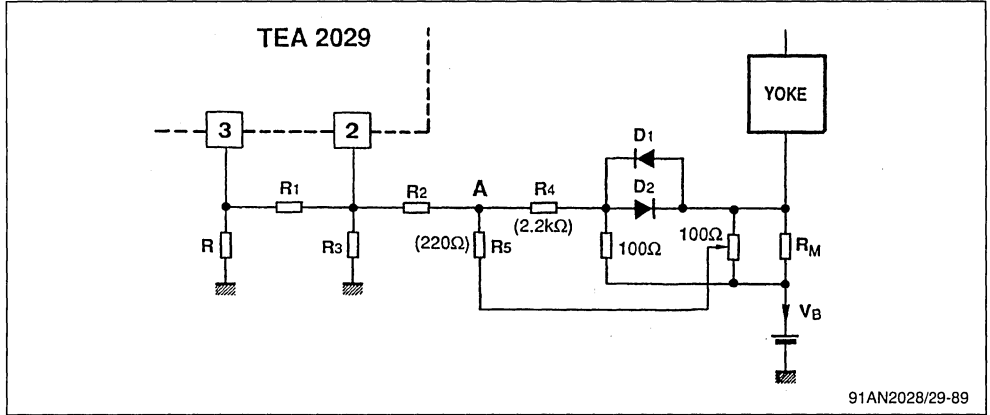 TEA 2029
YOKE
3
2
D1
R1
R2
A
R4
D2
(2.2kΩ)
R
R3
(220Ω)
R5
100Ω
100Ω
RM
VB
91AN2028/29-89